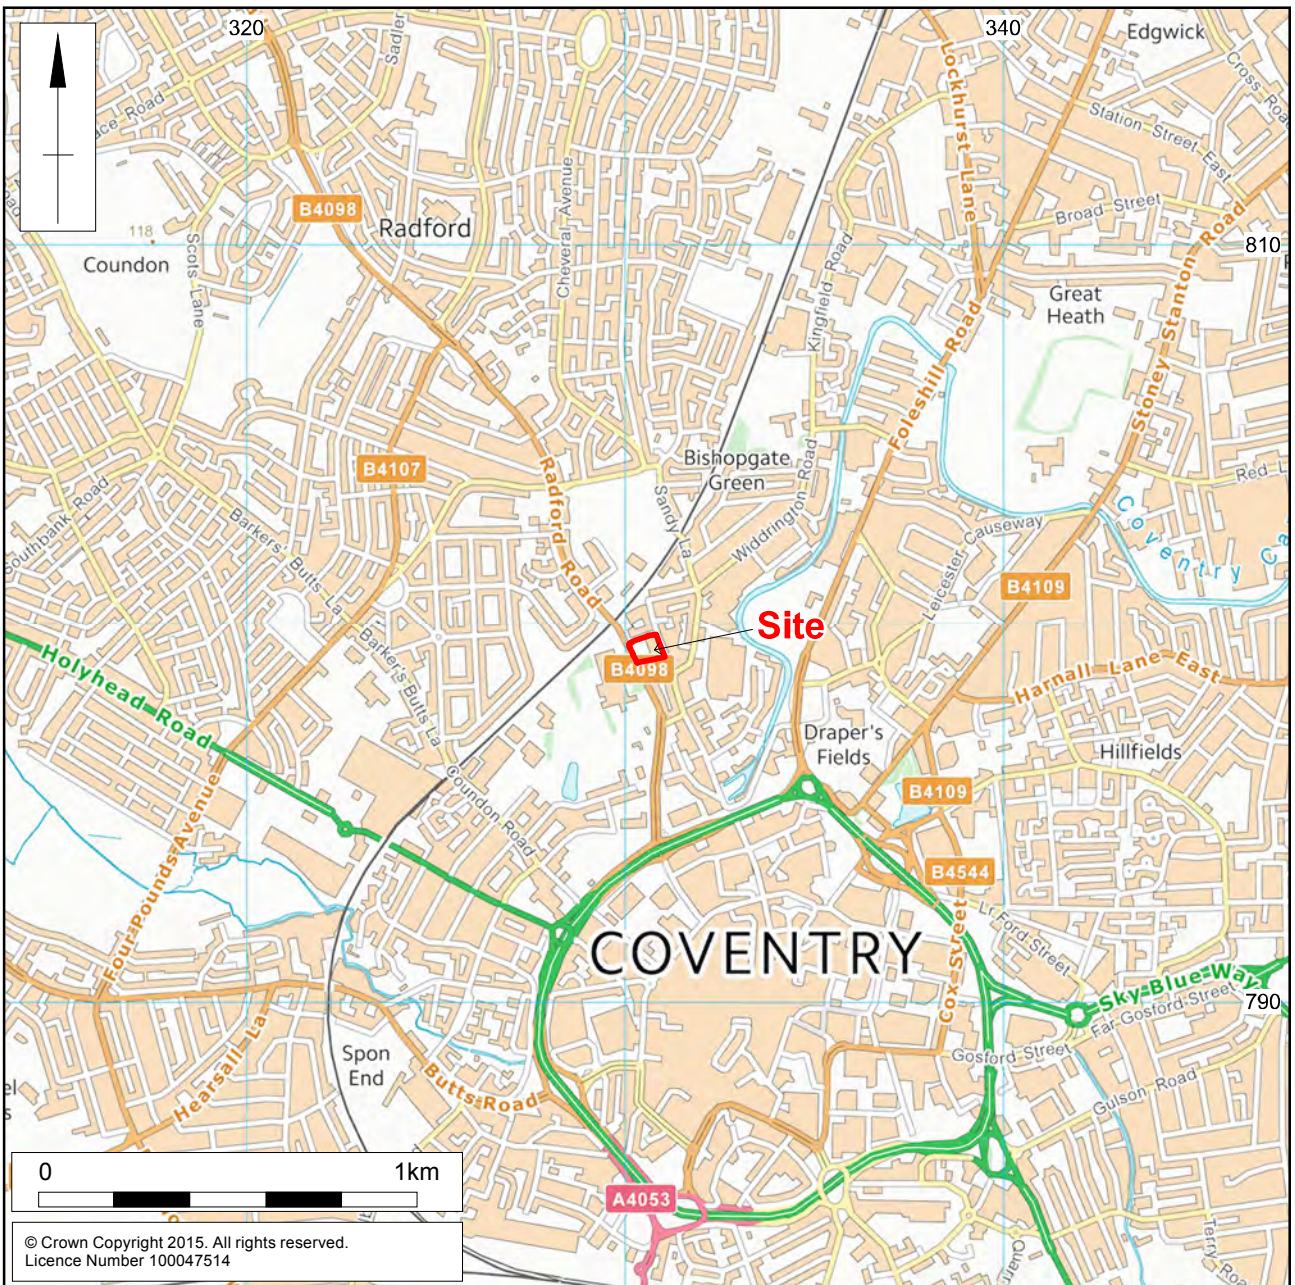 320
340
Edgwick
Sadler
Lockhurst Lane
Cross Road
Station Street East
B4098
Radford
Broad Street
118
Coundon
Scots Lane
Cheveral Avenue
Kingfield Road
810
Great
Heath
Stoney Stanton Road
Foleshill Road
B4107
Radford Road
Bishopgate
Green
Sandy La
Widdrington Road
Red L
Southbank Road
Barkers' Butts La
Leicester Causeway
Coventry Ca
B4109
Barker's Butts La
Site
B4098
Holyhead Road
Harnall Lane East
Draper's
Fields
Hillfields
Coundon Road
B4109
Four Pounds Avenue
B4544
Lr Ford Street
COVENTRY
Cox Street
Sky Blue Way
790
Far Gosford Street
Gosford Street
Spon
End
Hearsall La
Butts Road
Gulson Road
0 1km
A4053
Quar
Terry Ro
© Crown Copyright 2015. All rights reserved.
Licence Number 100047514